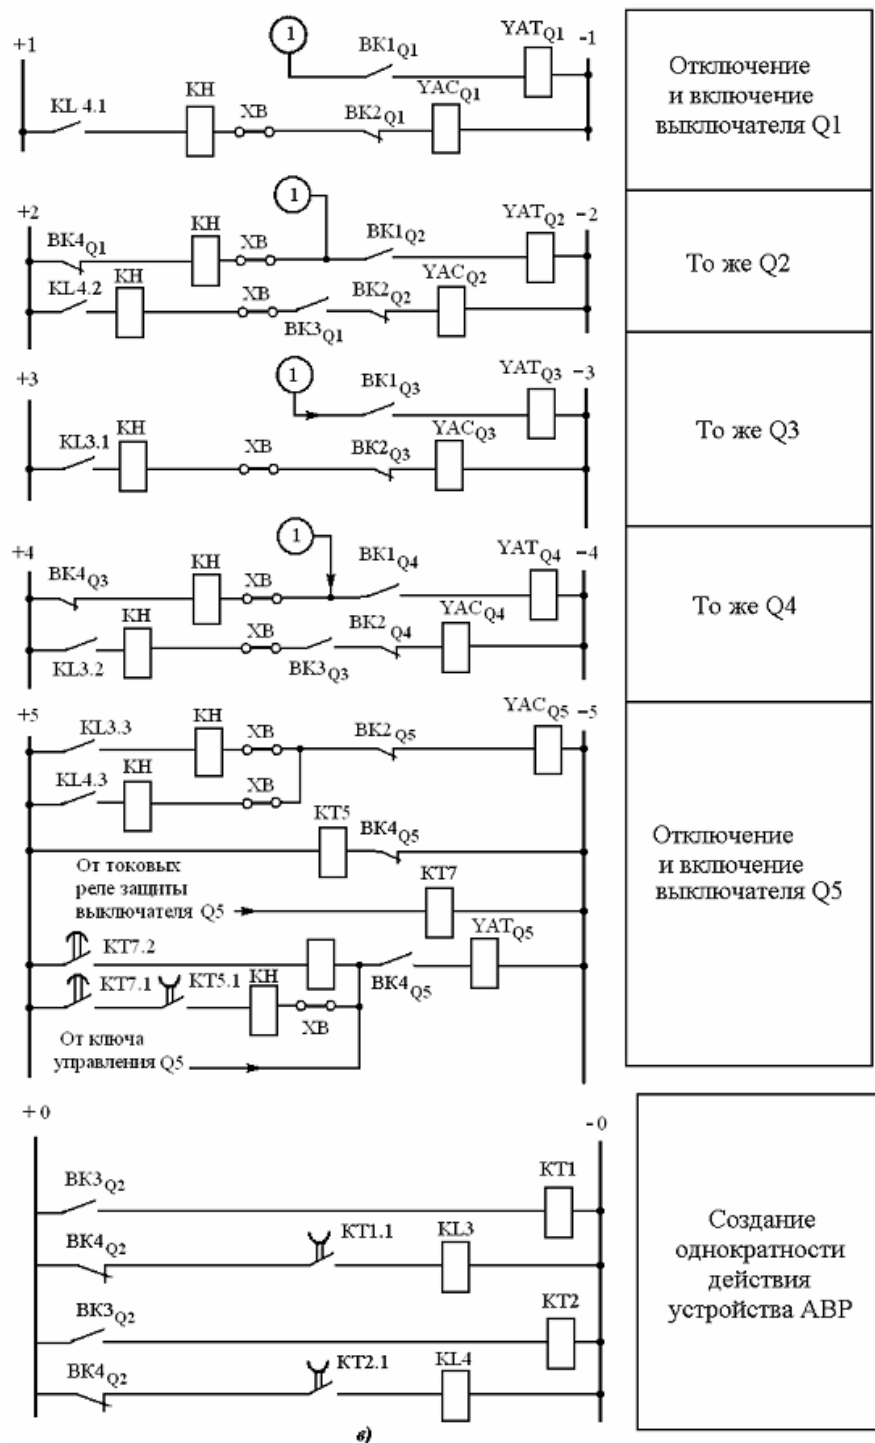 +1
1
BK1Q1
YATQ1
-1
KL 4.1
KH
XB
BK2Q1
YACQ1
Отключение
и включение
выключателя Q1
+2
1
BK4Q1
KH
XB
BK1Q2
YATQ2
-2
KL4.2
KH
XB
BK3Q1
BK2Q2
YACQ2
То же Q2
+3
1
BK1Q3
YATQ3
-3
KL3.1
KH
XB
BK2Q3
YACQ3
То же Q3
+4
1
BK4Q3
KH
XB
BK1Q4
YATQ4
-4
KL3.2
KH
XB
BK3Q3
BK2Q4
YACQ4
То же Q4
+5
KL3.3
KH
XB
BK2Q5
YACQ5
-5
KL4.3
KH
XB
KT5
BK4Q5
От токовых
реле защиты
выключателя Q5
KT7
KT7.2
BK4Q5
YATQ5
KT7.1
KT5.1
KH
XB
От ключа
управления Q5
Отключение
и включение
выключателя Q5
+0
-0
BK3Q2
KT1
BK4Q2
KT1.1
KL3
BK3Q2
KT2
BK4Q2
KT2.1
KL4
Создание
однократности
действия
устройства АВР
в)